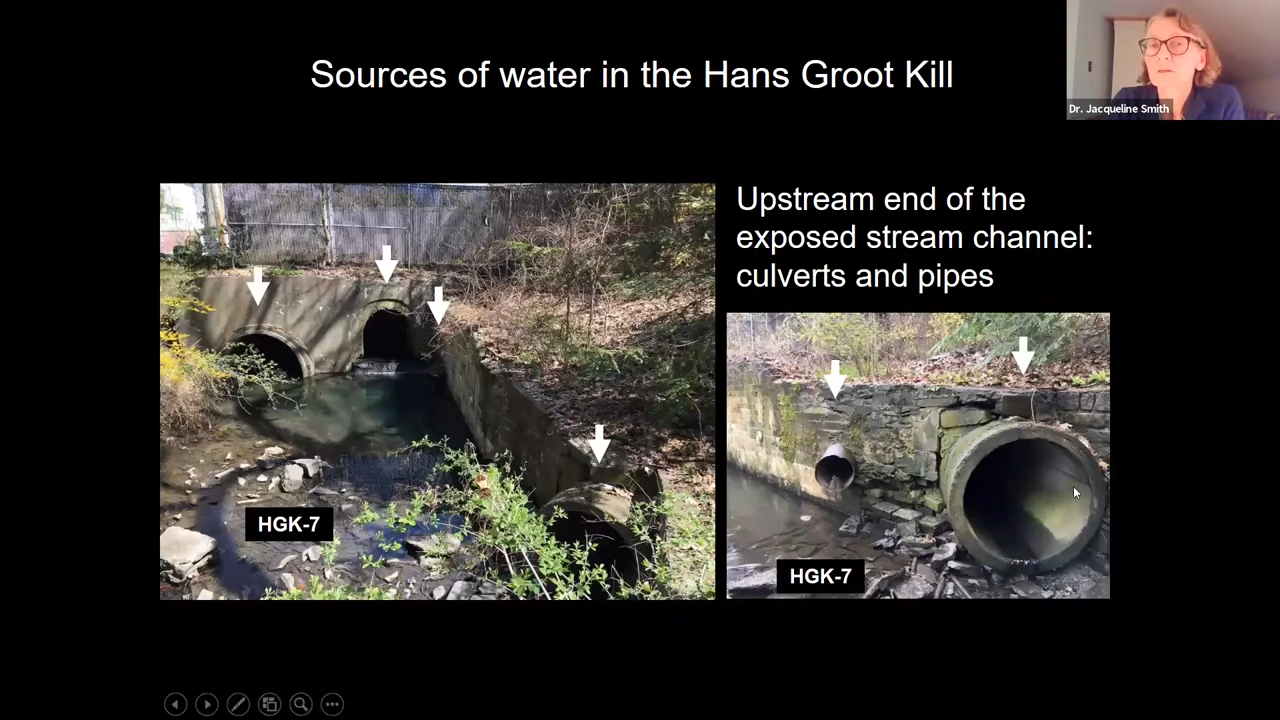 Sources of water in the Hans Groot Kill
Dr. Jacqueline Smith
Upstream end of the
exposed stream channel:
culverts and pipes
HGK-7
HGK-7